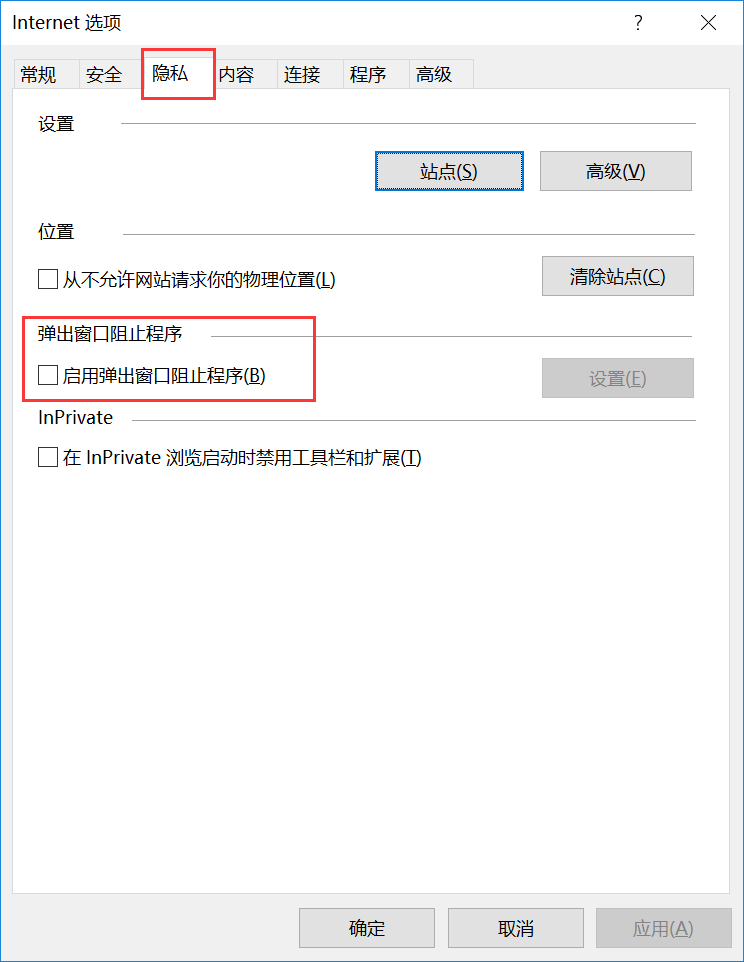 Internet 选项
?
常规 安全 隐私 内容 连接 程序 高级
设置
站点(S) 高级(V)
位置
从不允许网站请求你的物理位置(L) 清除站点(C)
弹出窗口阻止程序
启用弹出窗口阻止程序(B) 设置(E)
InPrivate
在 InPrivate 浏览启动时禁用工具栏和扩展(T)
确定 取消 应用(A)